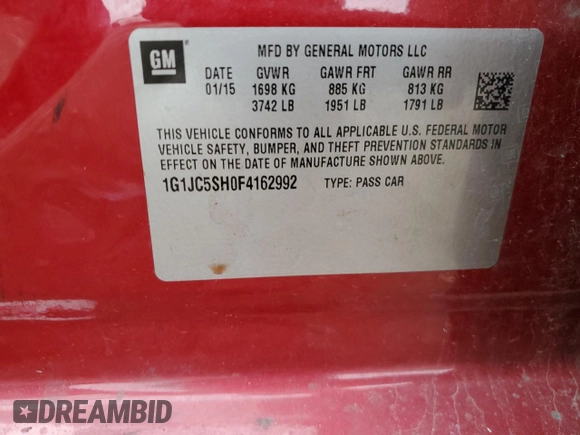 GM
MFD BY GENERAL MOTORS LLC
DATE GVWR GAWR FRT GAWR RR
01/15 1698 KG 885 KG 813 KG
3742 LB 1951 LB 1791 LB
THIS VEHICLE CONFORMS TO ALL APPLICABLE U.S. FEDERAL MOTOR
VEHICLE SAFETY, BUMPER, AND THEFT PREVENTION STANDARDS IN
EFFECT ON THE DATE OF MANUFACTURE SHOWN ABOVE.
1G1JC5SH0F4162992 TYPE: PASS CAR
DREAMBID